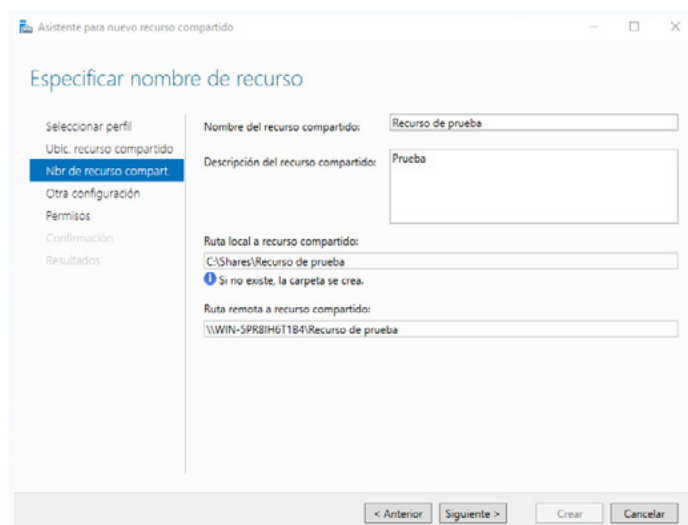 Asistente para nuevo recurso compartido
Especificar nombre de recurso
Seleccionar perfil
Ubic. recurso compartido
Nbr de recurso compart.
Otra configuración
Permisos
Confirmación
Resultados
Nombre del recurso compartido:
Recurso de prueba
Descripción del recurso compartido:
Prueba
Ruta local a recurso compartido:
C:\Shares\Recurso de prueba
Si no existe, la carpeta se crea.
Ruta remota a recurso compartido:
\\WIN-5PR8IH6T1B4\Recurso de prueba
< Anterior
Siguiente >
Crear
Cancelar